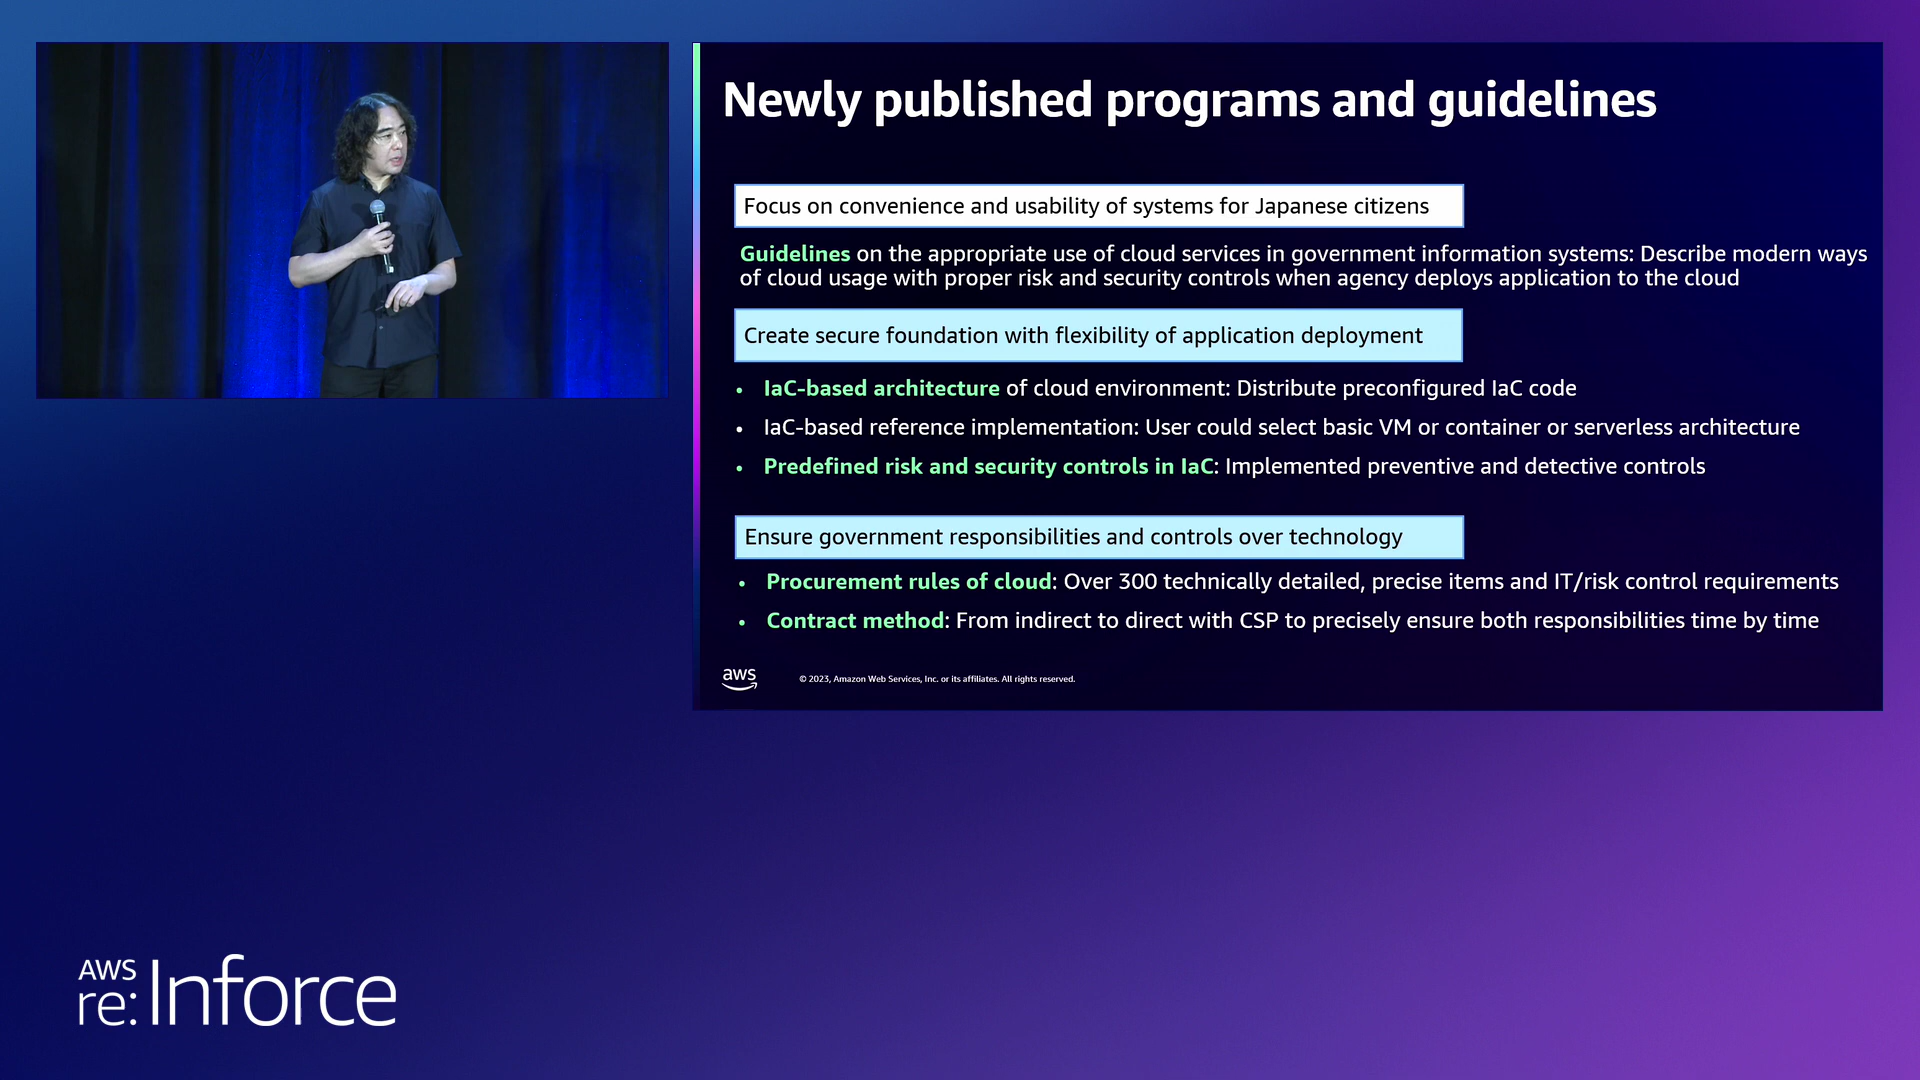 Newly published programs and guidelines
Focus on convenience and usability of systems for Japanese citizens
Guidelines on the appropriate use of cloud services in government information systems: Describe modern ways
of cloud usage with proper risk and security controls when agency deploys application to the cloud
Create secure foundation with flexibility of application deployment
• IaC-based architecture of cloud environment: Distribute preconfigured IaC code
• IaC-based reference implementation: User could select basic VM or container or serverless architecture
• Predefined risk and security controls in IaC: Implemented preventive and detective controls
Ensure government responsibilities and controls over technology
• Procurement rules of cloud: Over 300 technically detailed, precise items and IT/risk control requirements
• Contract method: From indirect to direct with CSP to precisely ensure both responsibilities time by time
aws
© 2023, Amazon Web Services, Inc. or its affiliates. All rights reserved.
AWS
re:Inforce